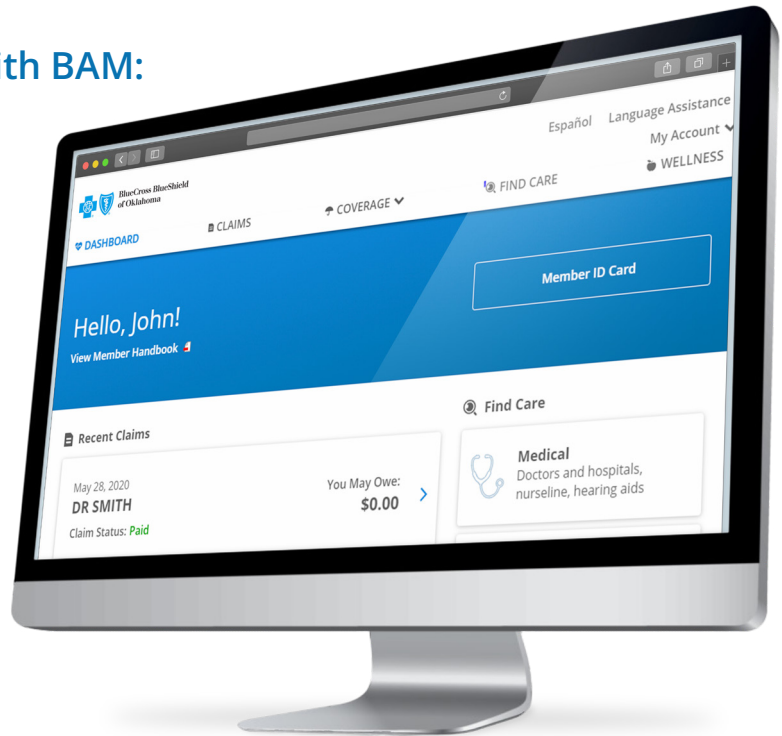 ith BAM:
Español Language Assistance
My Account
BlueCross BlueShield
of Oklahoma
DASHBOARD
CLAIMS
COVERAGE
FIND CARE
WELLNESS
Hello, John!
View Member Handbook
Member ID Card
Recent Claims
May 28, 2020
DR SMITH
Claim Status: Paid
You May Owe:
$0.00
Find Care
Medical
Doctors and hospitals,
nurseline, hearing aids